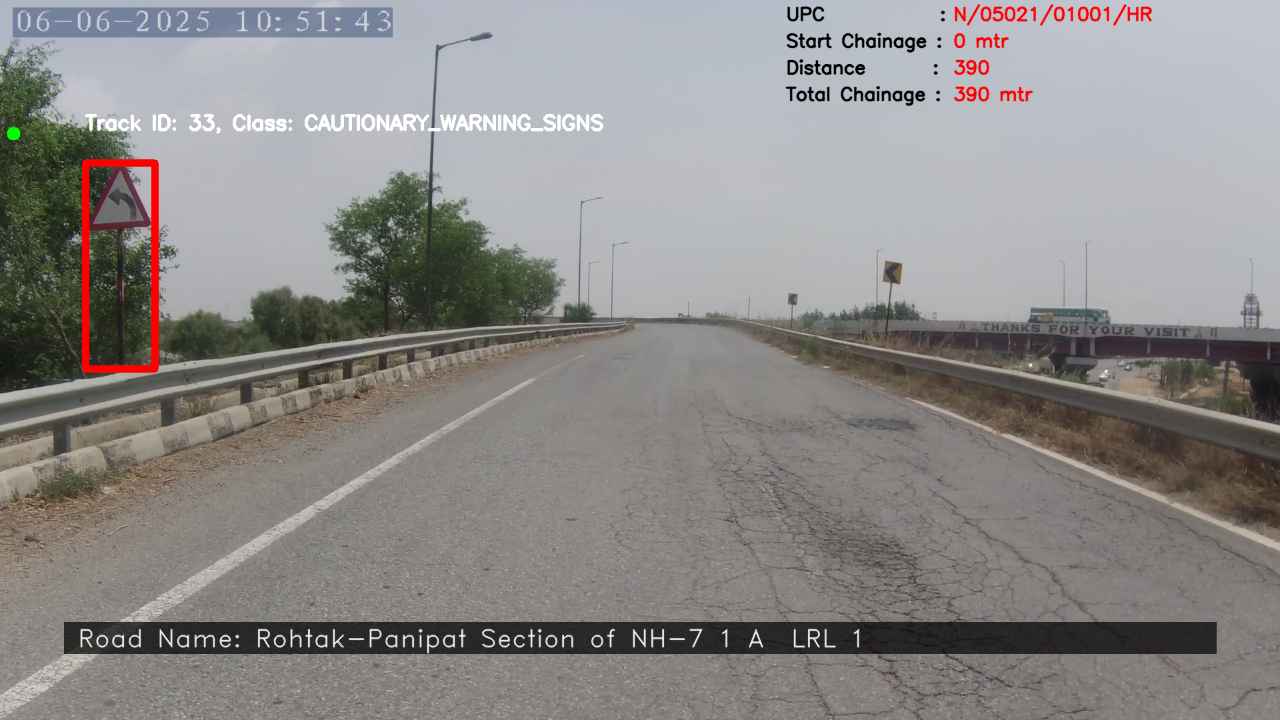 06-06-2025 10:51:43
UPC : N/05021/01001/HR
Start Chainage : 0 mtr
Distance : 390
Total Chainage : 390 mtr
Track ID: 33, Class: CAUTIONARY_WARNING_SIGNS
THANKS FOR YOUR VISIT
Road Name: Rohtak-Panipat Section of NH-7 1 A LRL 1